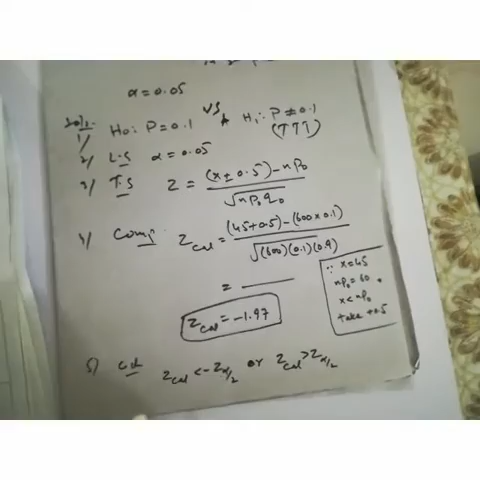 α=0.05
Sol:
1) H₀: P=0.1 VS H₁: P≠0.1
(TTT)
2) L.S α=0.05
3) T.S Z = (x±0.5)-nP₀ / √nP₀q₀
4) Comp: Z_cal = (45+0.5)-(600×0.1) / √(600)(0.1)(0.9)
= ———
Z_cal = -1.97
∵ x=45
nP₀=60
x<nP₀
take +0.5
5) C.R Z_cal < -Z_α/2 or Z_cal > Z_α/2